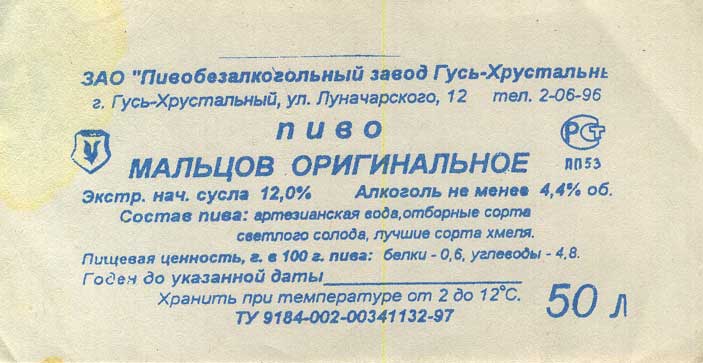 ЗАО "Пивобезалкогольный завод Гусь-Хрустальнь
г. Гусь-Хрустальный, ул. Луначарского, 12 тел. 2-06-96
пиво
МАЛЬЦОВ ОРИГИНАЛЬНОЕ
РСТ
ПП53
Экстр. нач. сусла 12,0% Алкоголь не менее 4,4% об.
Состав пива: артезианская вода,отборные сорта
светлого солода, лучшие сорта хмеля.
Пищевая ценность, г. в 100 г. пива: белки - 0,6, углеводы - 4,8.
Годен до указанной даты
Хранить при температуре от 2 до 12°С.
50 л
ТУ 9184-002-00341132-97